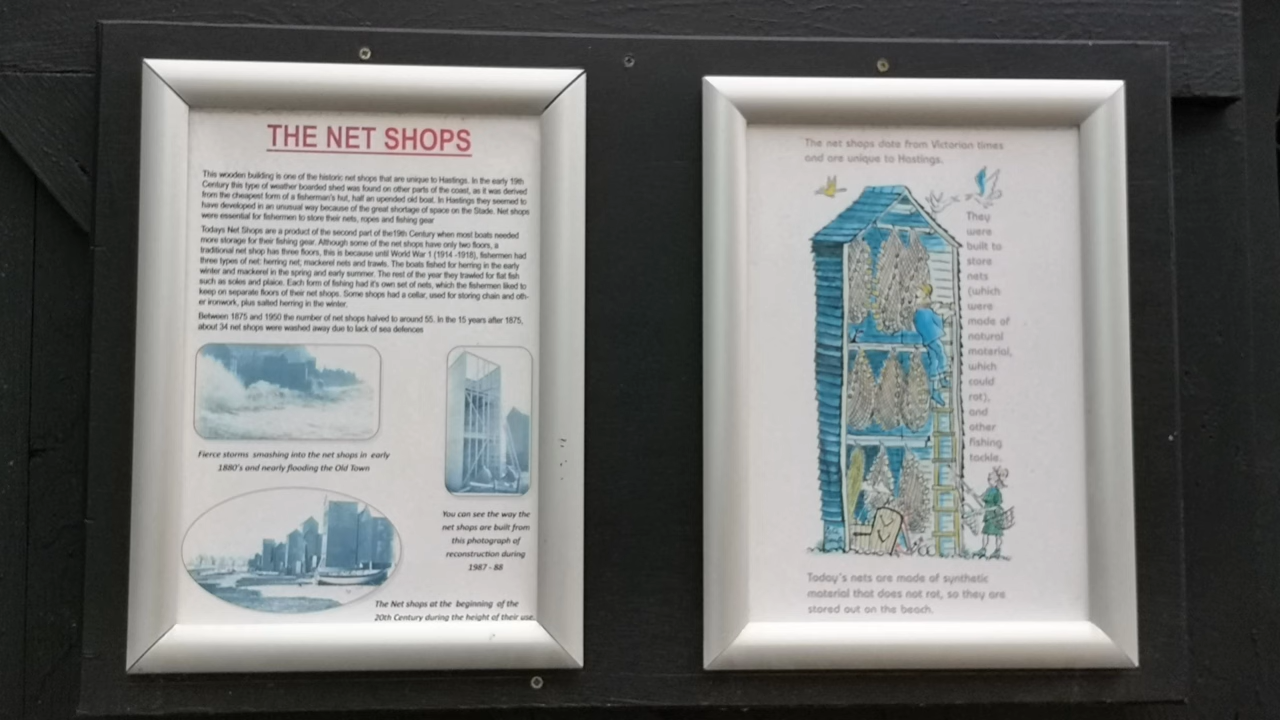 THE NET SHOPS
This wooden building is one of the historic net shops that are unique to Hastings. In the early 19th
Century this type of weather boarded shed was found on other parts of the coast, as it was derived
from the cheapest form of a fisherman's hut, half an upended old boat. In Hastings they seemed to
have developed in an unusual way because of the great shortage of space on the Stade. Net shops
were essential for fishermen to store their nets, ropes and fishing gear
Todays Net Shops are a product of the second part of the19th Century when most boats needed
more storage for their fishing gear. Although some of the net shops have only two floors, a
traditional net shop has three floors, this is because until World War 1 (1914 -1918), fishermen had
three types of net: herring net; mackerel nets and trawls. The boats fished for herring in the early
winter and mackerel in the spring and early summer. The rest of the year they trawled for flat fish
such as soles and plaice. Each form of fishing had it's own set of nets, which the fishermen liked to
keep on separate floors of their net shops. Some shops had a cellar, used for storing chain and oth-
er ironwork, plus salted herring in the winter.
Between 1875 and 1950 the number of net shops halved to around 55. In the 15 years after 1875,
about 34 net shops were washed away due to lack of sea defences
Fierce storms smashing into the net shops in early
1880's and nearly flooding the Old Town
You can see the way the
net shops are built from
this photograph of
reconstruction during
1987 - 88
The Net shops at the beginning of the
20th Century during the height of their use.
The net shops date from Victorian times
and are unique to Hastings.
They
were
built to
store
nets
(which
were
made of
natural
material,
which
could
rot),
and
other
fishing
tackle.
Today's nets are made of synthetic
material that does not rot, so they are
stored out on the beach.